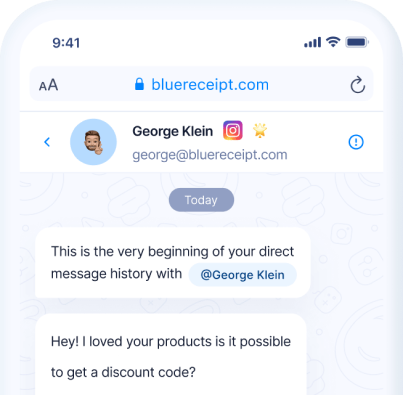 9:41
AA bluereceipt.com
George Klein
george@bluereceipt.com
Today
This is the very beginning of your direct
message history with @George Klein
Hey! I loved your products is it possible
to get a discount code?